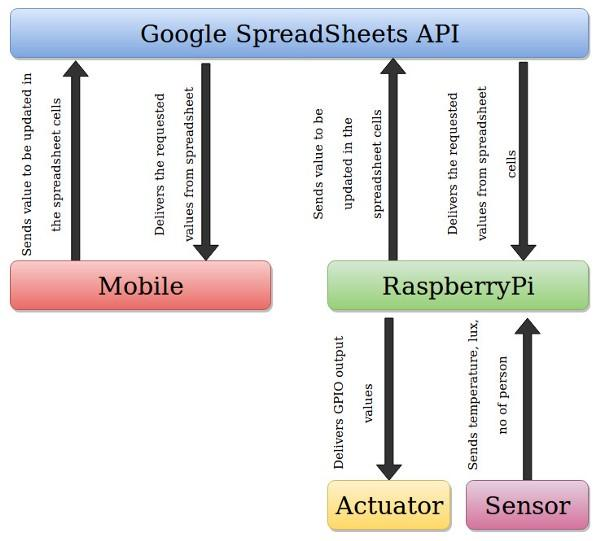 Google SpreadSheets API
Sends value to be updated in
the spreadsheet cells
Delivers the requested
values from spreadsheet
Sends value to be
updated in the
spreadsheet cells
Delivers the requested
values from spreadsheet
cells
Mobile
RaspberryPi
Delivers GPIO output
values
Sends temperature, lux,
no of person
Actuator
Sensor